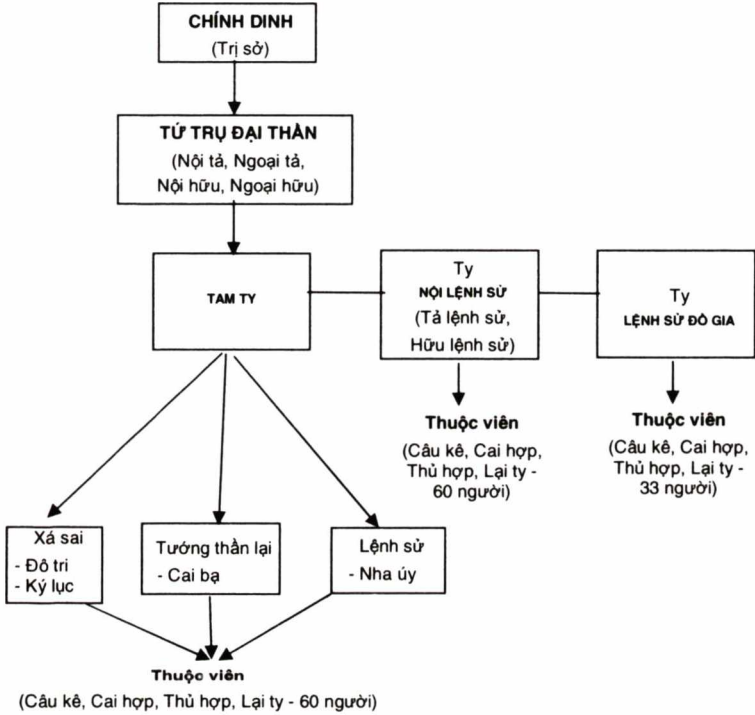 CHÍNH DINH
(Trị sở)
TỨ TRỤ ĐẠI THẦN
(Nội tả, Ngoại tả,
Nội hữu, Ngoại hữu)
TAM TY
Ty
NỘI LỆNH SỬ
(Tả lệnh sử,
Hữu lệnh sử)
Ty
LỆNH SỬ ĐỒ GIA
Thuộc viên
(Câu kê, Cai hợp,
Thủ hợp, Lại ty -
60 người)
Thuộc viên
(Câu kê, Cai hợp,
Thủ hợp, Lại ty -
33 người)
Xá sai
- Đô tri
- Ký lục
Tướng thần lại
- Cai bạ
Lệnh sử
- Nha úy
Thuộc viên
(Câu kê, Cai hợp, Thủ hợp, Lại ty - 60 người)